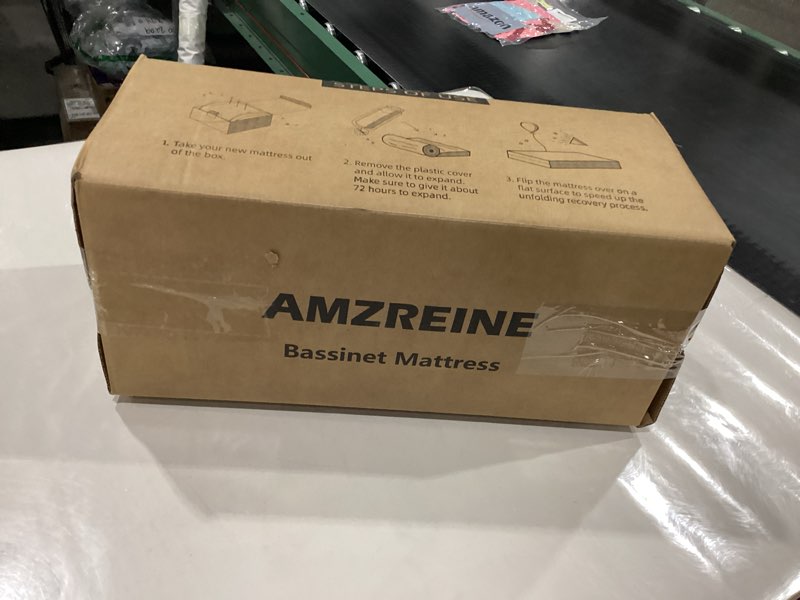 1. Take your new mattress out
of the box.
2. Remove the plastic cover
and allow it to expand.
Make sure to give it about
72 hours to expand.
3. Flip the mattress over on a
flat surface to speed up the
unfolding recovery process.
AMZREINE
Bassinet Mattress